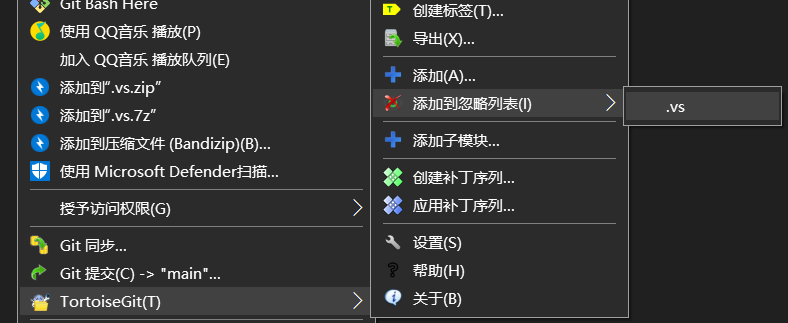 Git Bash Here
使用 QQ音乐 播放(P)
加入 QQ音乐 播放队列(E)
添加到“.vs.zip”
添加到“.vs.7z”
添加到压缩文件 (Bandizip)(B)...
使用 Microsoft Defender扫描...
授予访问权限(G)
Git 同步...
Git 提交(C) -> "main"...
TortoiseGit(T)
创建标签(T)...
导出(X)...
添加(A)...
添加到忽略列表(I)
添加子模块...
创建补丁序列...
应用补丁序列...
设置(S)
帮助(H)
关于(B)
.vs